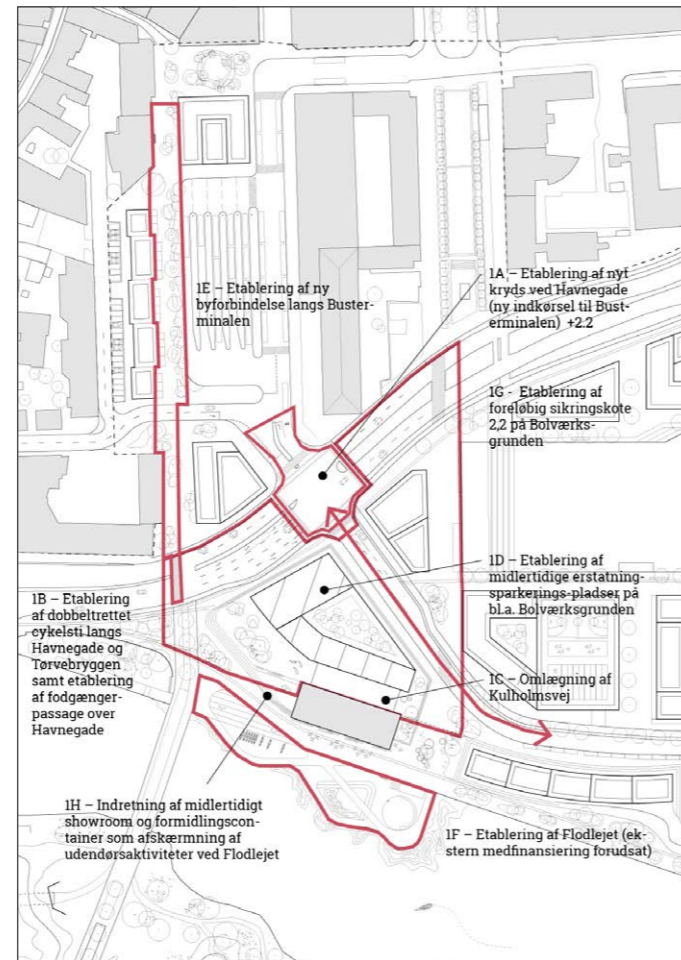 1E – Etablering af ny
byforbindelse langs Buster-
minalen
1A – Etablering af nyt
kryds ved Havnegade
(ny indkørsel til Bust-
erminalen) +2.2
1G - Etablering af
foreløbig sikringskote
2,2 på Bolværks-
grunden
1D – Etablering af
midlertidige erstatning-
sparkerings-pladser på
bl.a. Bolværksgrunden
1B – Etablering
af dobbeltrettet
cykelsti langs
Havnegade og
Tørvebryggen
samt etablering
af fodgænger-
passage over
Havnegade
1C – Omlægning af
Kulholmsvej
1H – Indretning af midlertidigt
showroom og formidlingscon-
tainer som afskærmning af
udendørsaktiviteter ved Flodlejet
1F – Etablering af Flodlejet (ek-
stern medfinansiering forudsat)